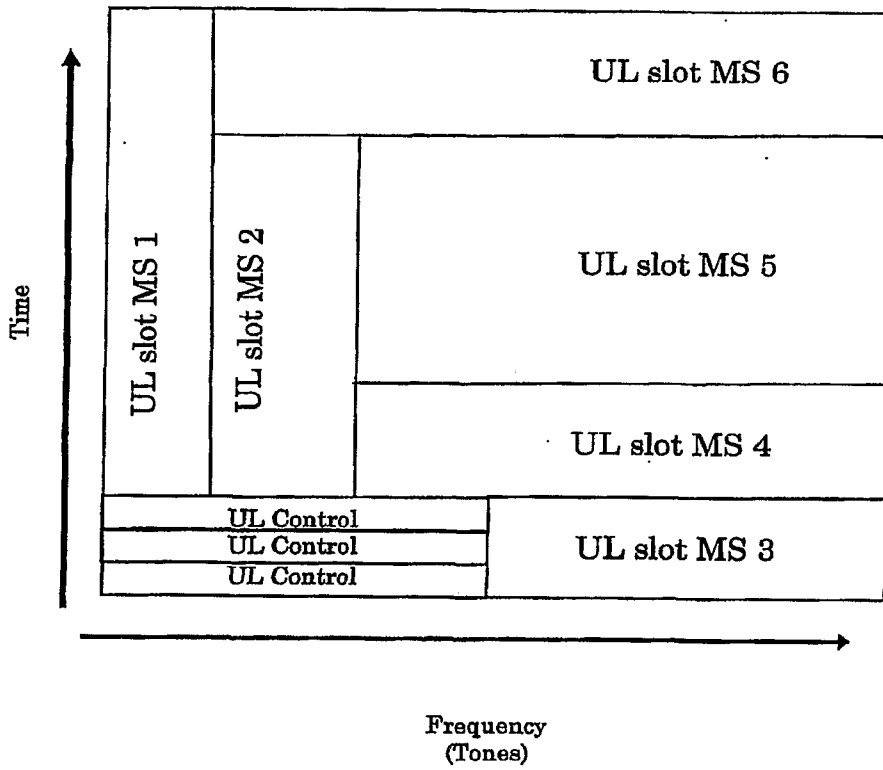 UL slot MS 6
UL slot MS 1
UL slot MS 2
UL slot MS 5
Time
UL slot MS 4
UL Control
UL Control
UL Control
UL slot MS 3
Frequency
(Tones)